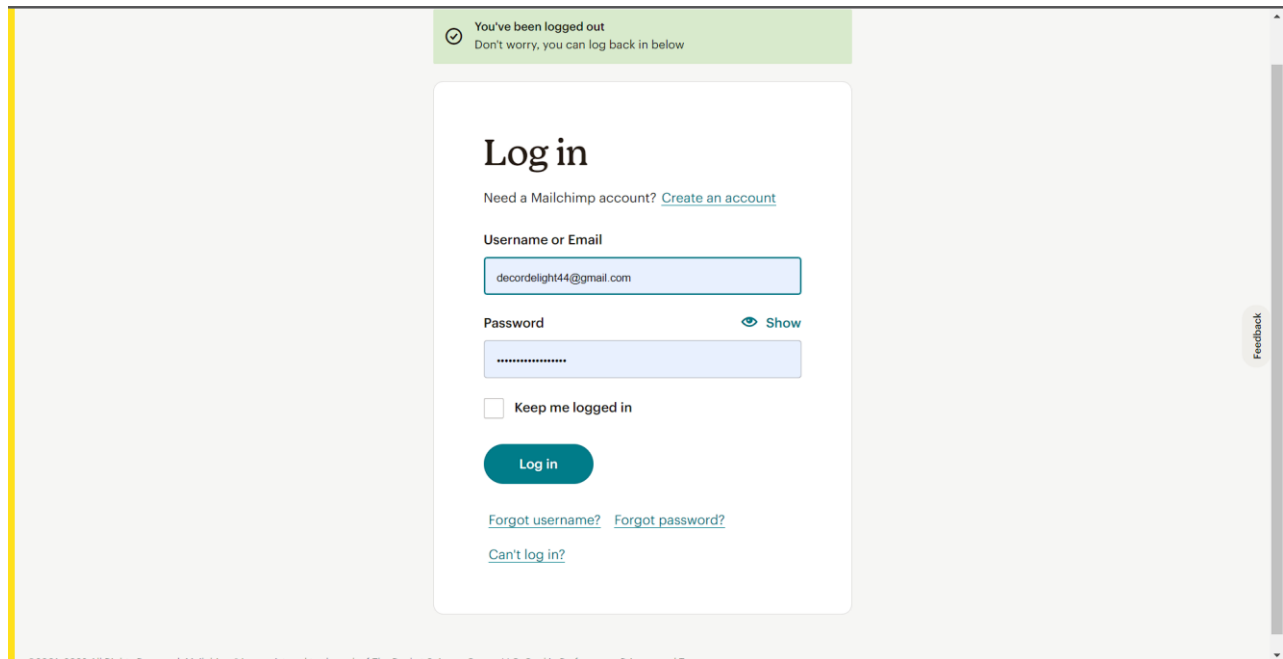 You've been logged out
Don't worry, you can log back in below
Log in
Need a Mailchimp account? Create an account
Username or Email
decordelight44@gmail.com
Password Show
••••••••••••••••••
Keep me logged in
Log in
Forgot username? Forgot password?
Can't log in?
Feedback